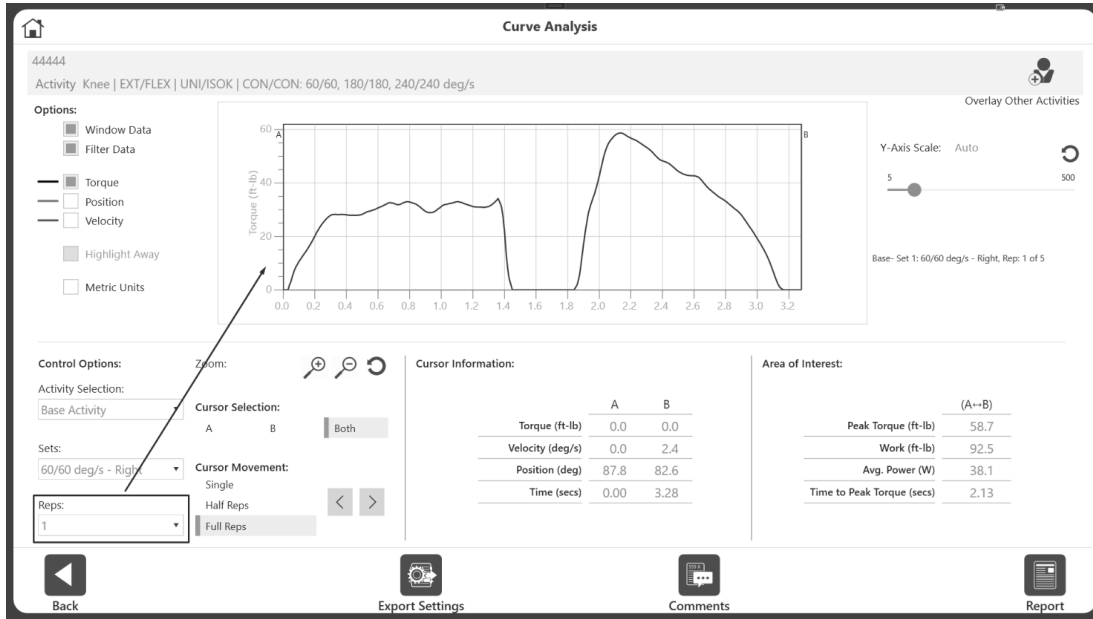 Curve Analysis
44444
Activity Knee | EXT/FLEX | UNI/ISOK | CON/CON: 60/60, 180/180, 240/240 deg/s
Overlay Other Activities
Options:
Window Data
Filter Data
Torque
Position
Velocity
Highlight Away
Metric Units
Torque (ft-lb)
60
40
20
0
A
B
0.0 0.2 0.4 0.6 0.8 1.0 1.2 1.4 1.6 1.8 2.0 2.2 2.4 2.6 2.8 3.0 3.2
Y-Axis Scale: Auto
5 500
Base- Set 1: 60/60 deg/s - Right, Rep: 1 of 5
Control Options:
Activity Selection:
Base Activity
Sets:
60/60 deg/s - Right
Reps:
1
Zoom:
Cursor Selection:
A B Both
Cursor Movement:
Single
Half Reps
Full Reps
Cursor Information:
A B
Torque (ft-lb) 0.0 0.0
Velocity (deg/s) 0.0 2.4
Position (deg) 87.8 82.6
Time (secs) 0.00 3.28
Area of Interest:
(A↔B)
Peak Torque (ft-lb) 58.7
Work (ft-lb) 92.5
Avg. Power (W) 38.1
Time to Peak Torque (secs) 2.13
Back
Export Settings
Comments
Report